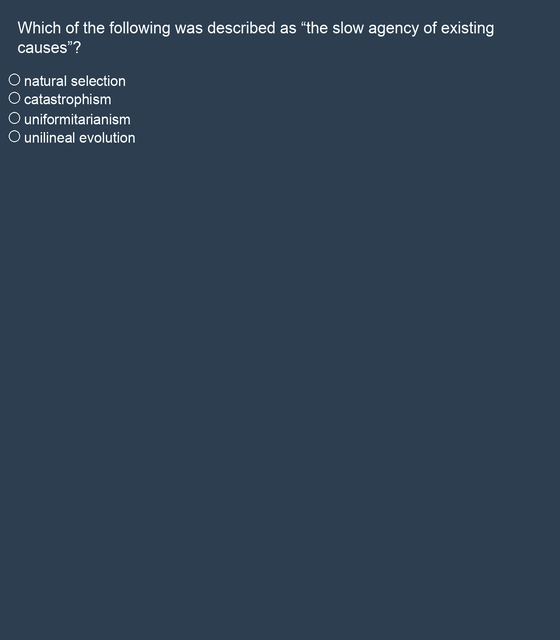 Which of the following was described as “the slow agency of existing
causes”?
natural selection
catastrophism
uniformitarianism
unilineal evolution